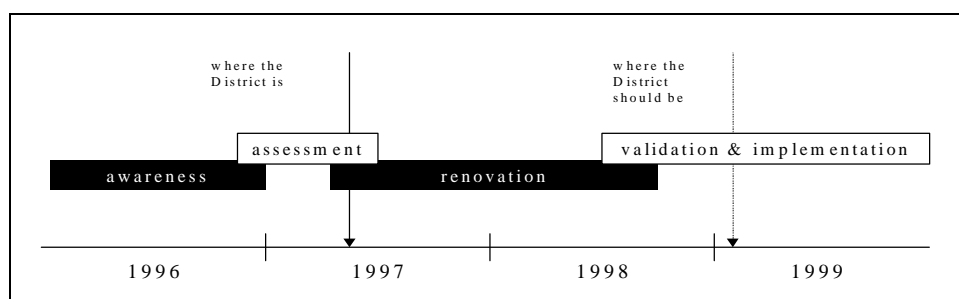 where the
District is
where the
District
should be
assessment
validation & implementation
awareness
renovation
1996
1997
1998
1999